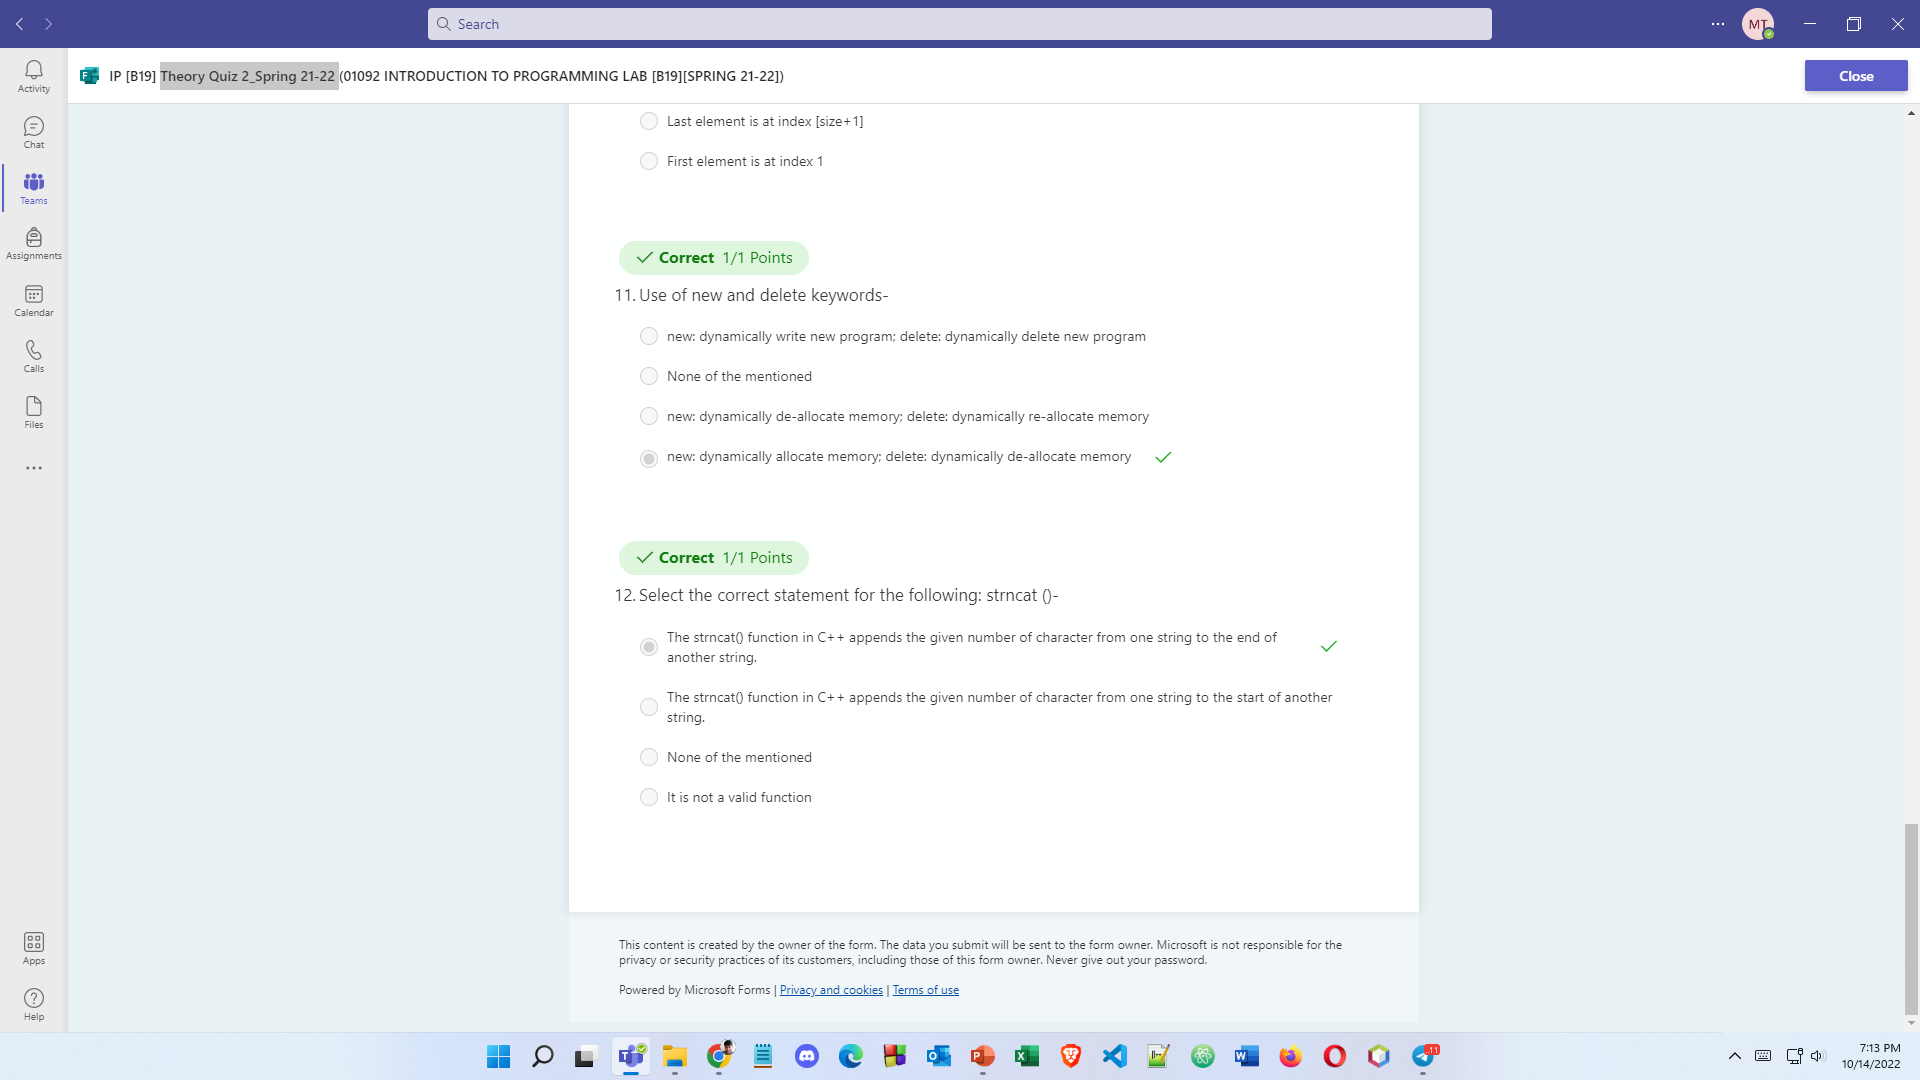 Search
MT
Activity
Chat
Teams
Assignments
Calendar
Calls
Files
Apps
Help
IP [B19] Theory Quiz 2_Spring 21-22 (01092 INTRODUCTION TO PROGRAMMING LAB [B19][SPRING 21-22])
Close
Last element is at index [size+1]
First element is at index 1
Correct 1/1 Points
11. Use of new and delete keywords-
new: dynamically write new program; delete: dynamically delete new program
None of the mentioned
new: dynamically de-allocate memory; delete: dynamically re-allocate memory
new: dynamically allocate memory; delete: dynamically de-allocate memory
Correct 1/1 Points
12. Select the correct statement for the following: strncat ()-
The strncat() function in C++ appends the given number of character from one string to the end of
another string.
The strncat() function in C++ appends the given number of character from one string to the start of another
string.
None of the mentioned
It is not a valid function
This content is created by the owner of the form. The data you submit will be sent to the form owner. Microsoft is not responsible for the
privacy or security practices of its customers, including those of this form owner. Never give out your password.
Powered by Microsoft Forms | Privacy and cookies | Terms of use
7:13 PM
10/14/2022